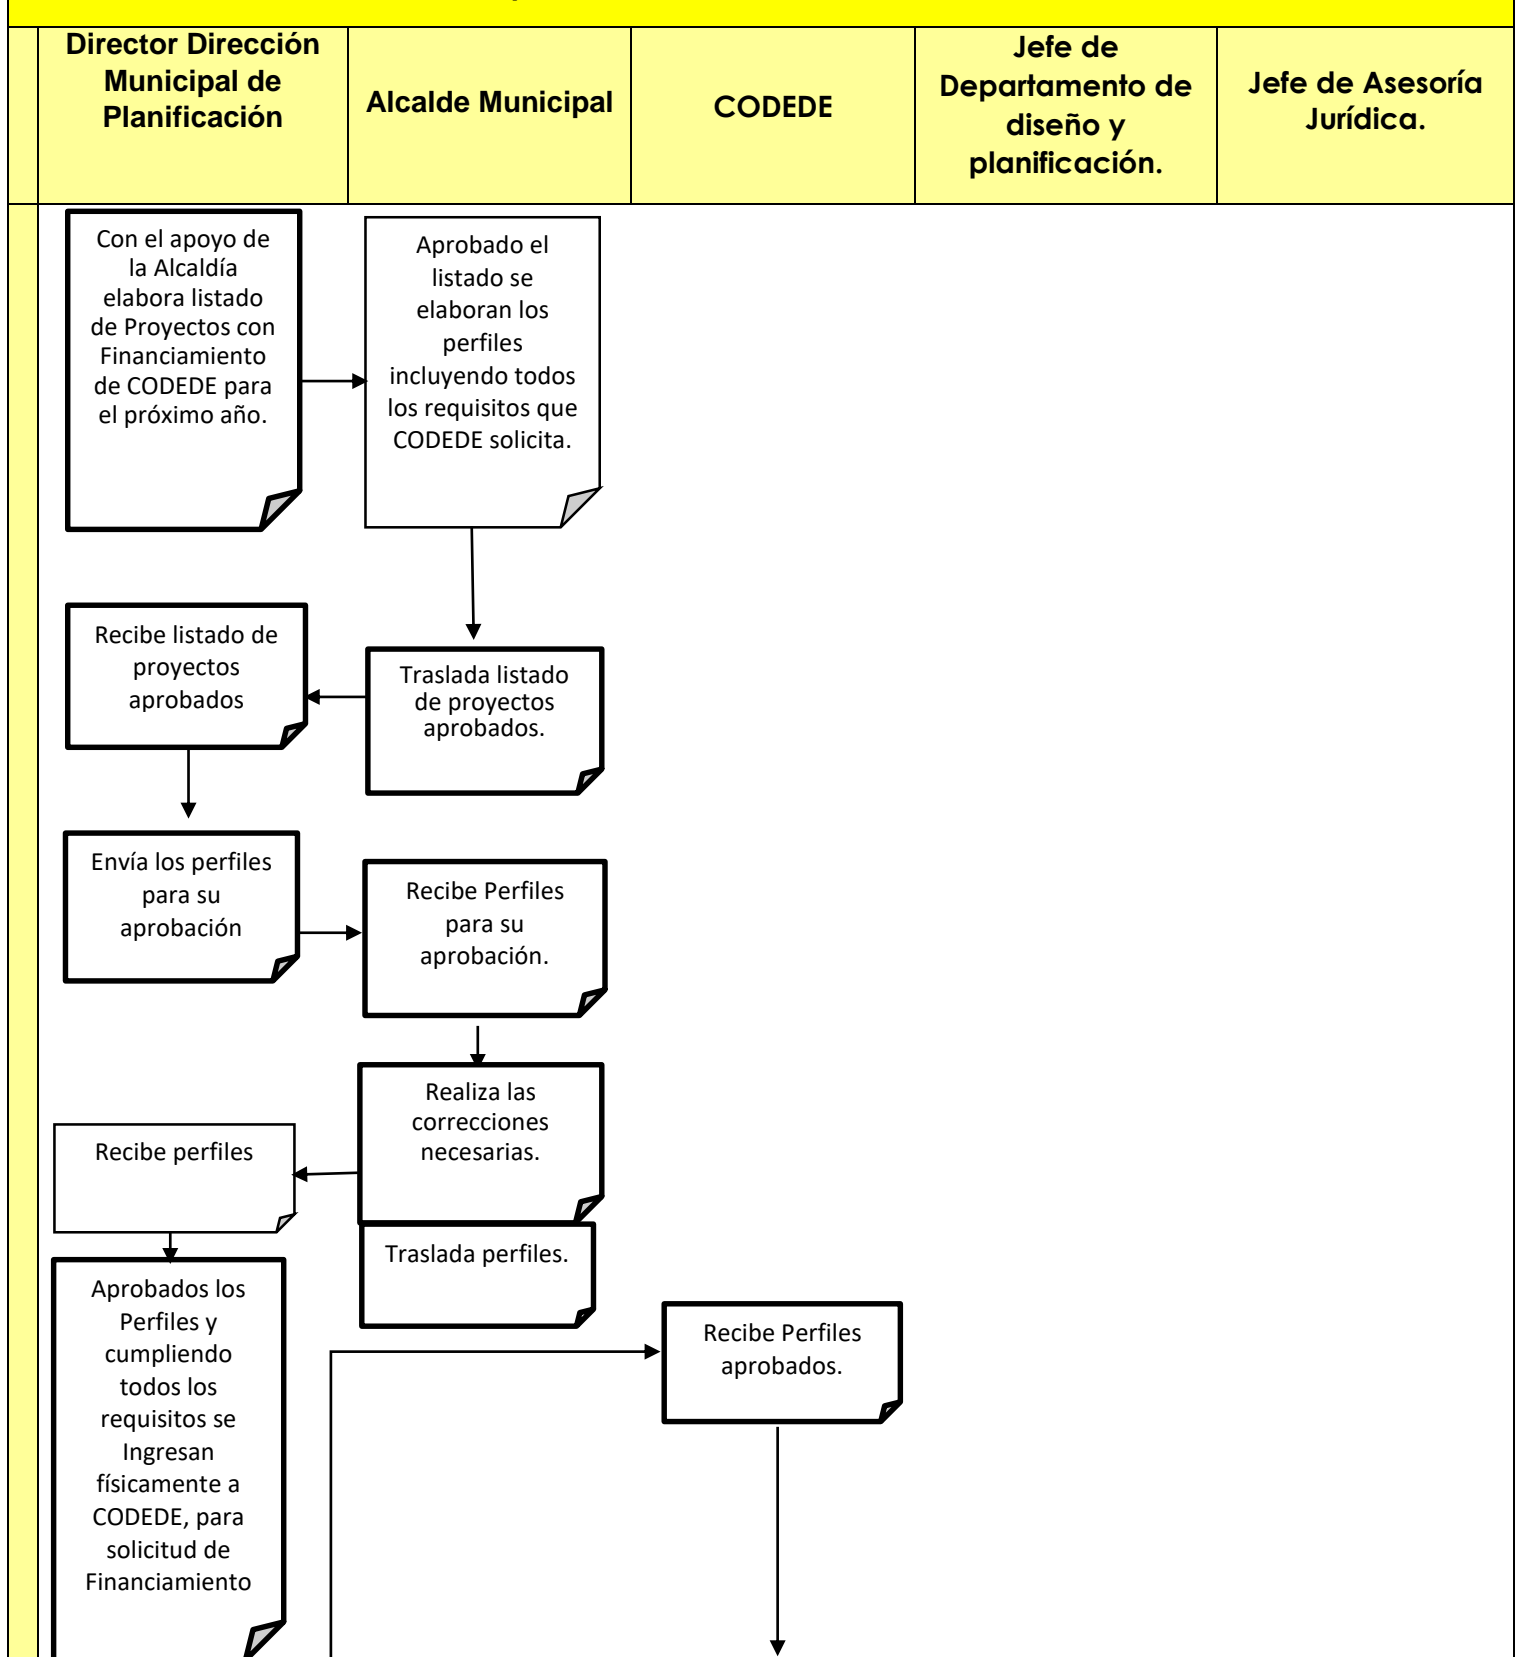 Director Dirección
Municipal de
Planificación
Alcalde Municipal
CODEDE
Jefe de
Departamento de
diseño y
planificación.
Jefe de Asesoría
Jurídica.
Con el apoyo de
la Alcaldía
elabora listado
de Proyectos con
Financiamiento
de CODEDE para
el próximo año.
Aprobado el
listado se
elaboran los
perfiles
incluyendo todos
los requisitos que
CODEDE solicita.
Recibe listado de
proyectos
aprobados
Traslada listado
de proyectos
aprobados.
Envía los perfiles
para su
aprobación
Recibe Perfiles
para su
aprobación.
Realiza las
correcciones
necesarias.
Recibe perfiles
Traslada perfiles.
Aprobados los
Perfiles y
cumpliendo
todos los
requisitos se
Ingresan
físicamente a
CODEDE, para
solicitud de
Financiamiento
Recibe Perfiles
aprobados.